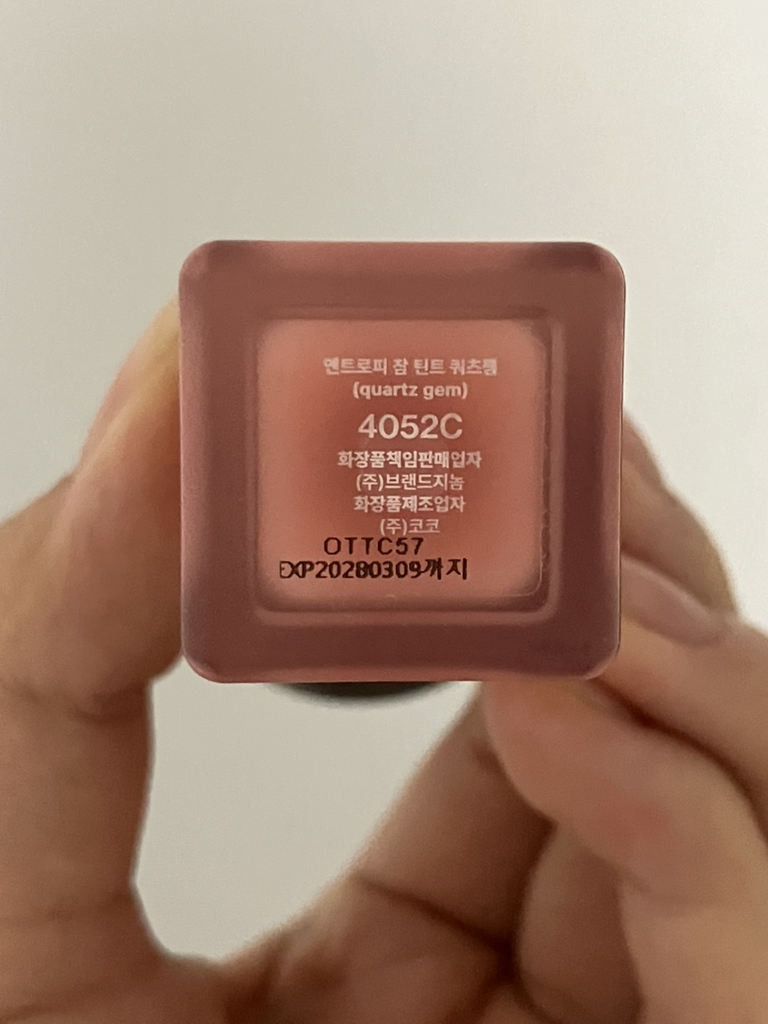 엔트로피 참 틴트 쿼츠젬
(quartz gem)
4052C
화장품책임판매업자
(주)브랜드지놈
화장품제조업자
(주)코코
OTTC57
EXP20280309까지